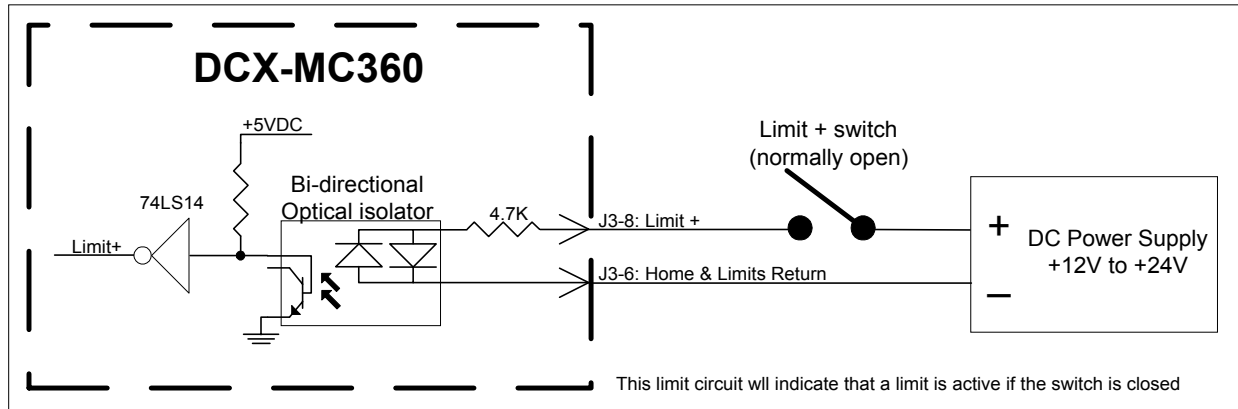 DCX-MC360
+5VDC
Bi-directional
Optical isolator
74LS14
4.7K
Limit+
J3-8: Limit +
J3-6: Home & Limits Return
Limit + switch
(normally open)
+
−
DC Power Supply
+12V to +24V
This limit circuit wll indicate that a limit is active if the switch is closed